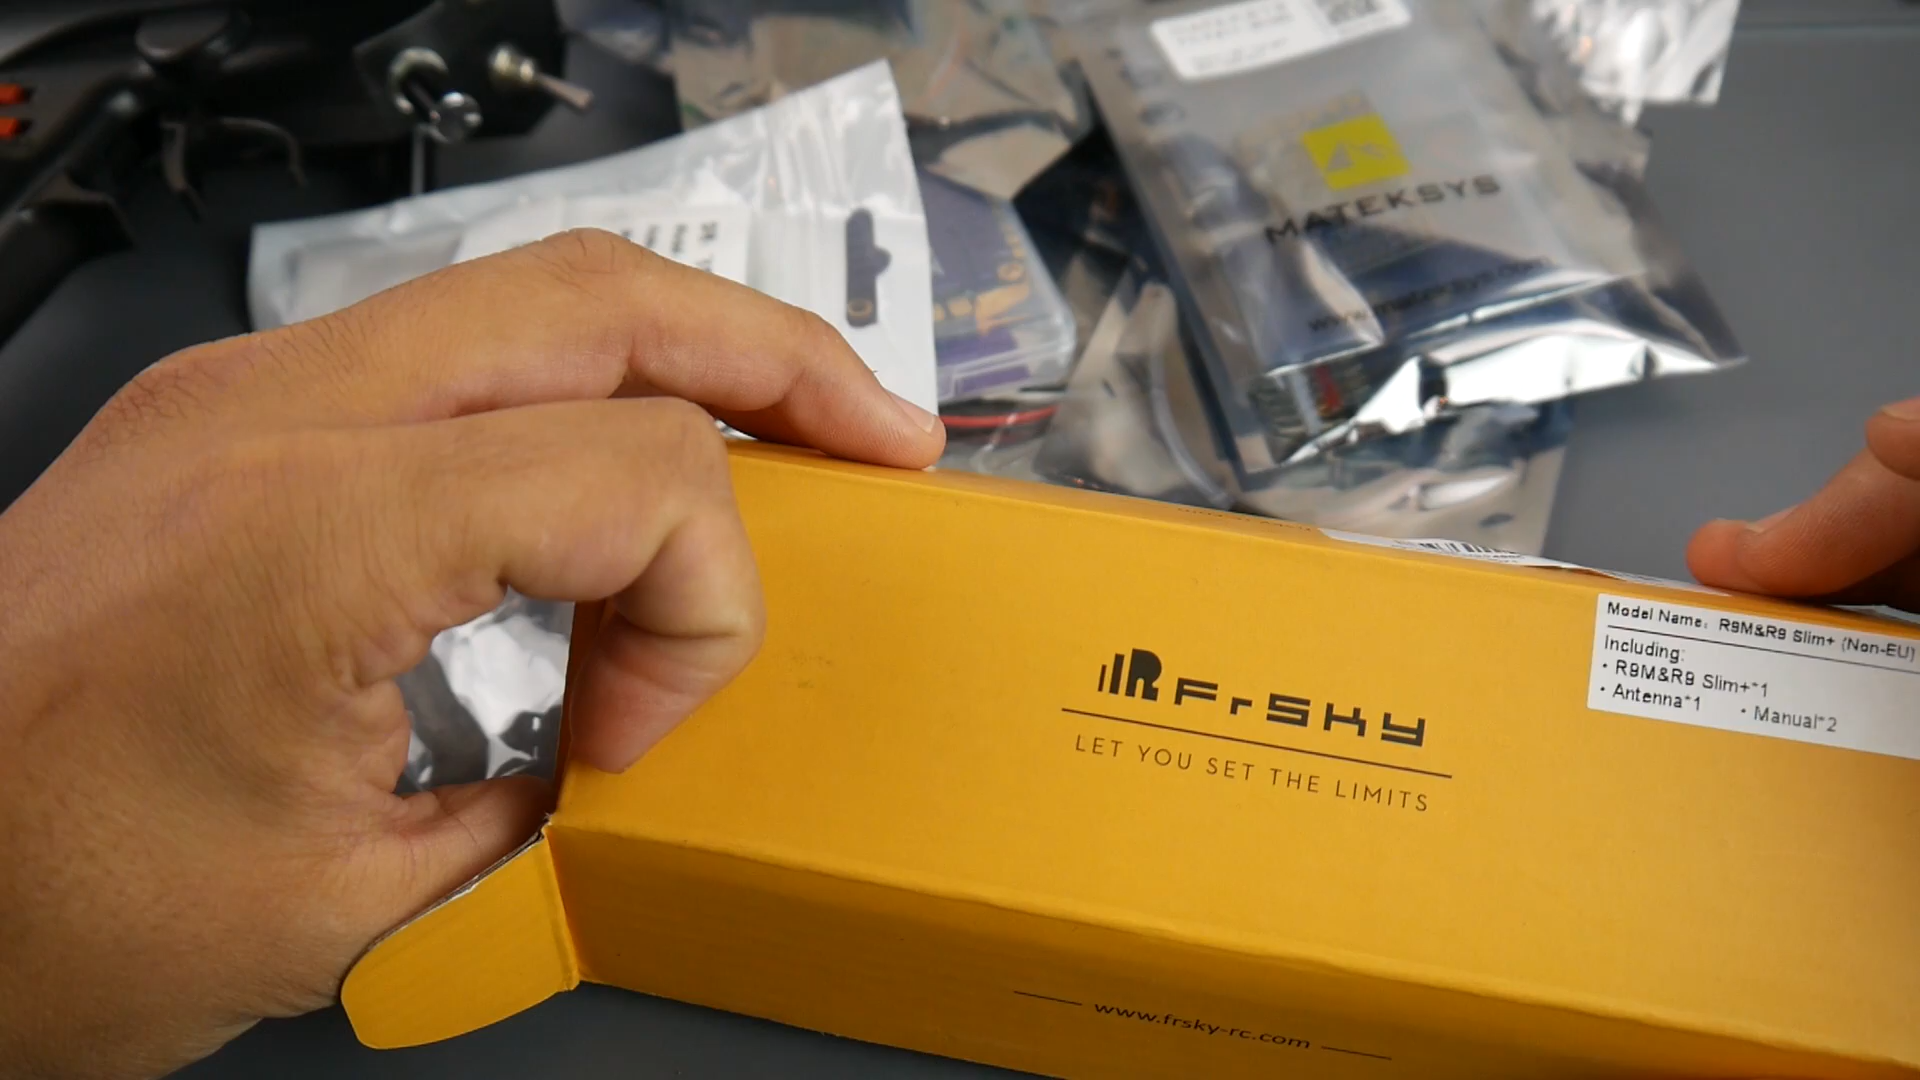 MATEKSYS
FrSKY
LET YOU SET THE LIMITS
Model Name: R9M&R9 Slim+ (Non-EU)
Including:
• R9M&R9 Slim+*1
• Antenna*1 • Manual*2
www.frsky-rc.com